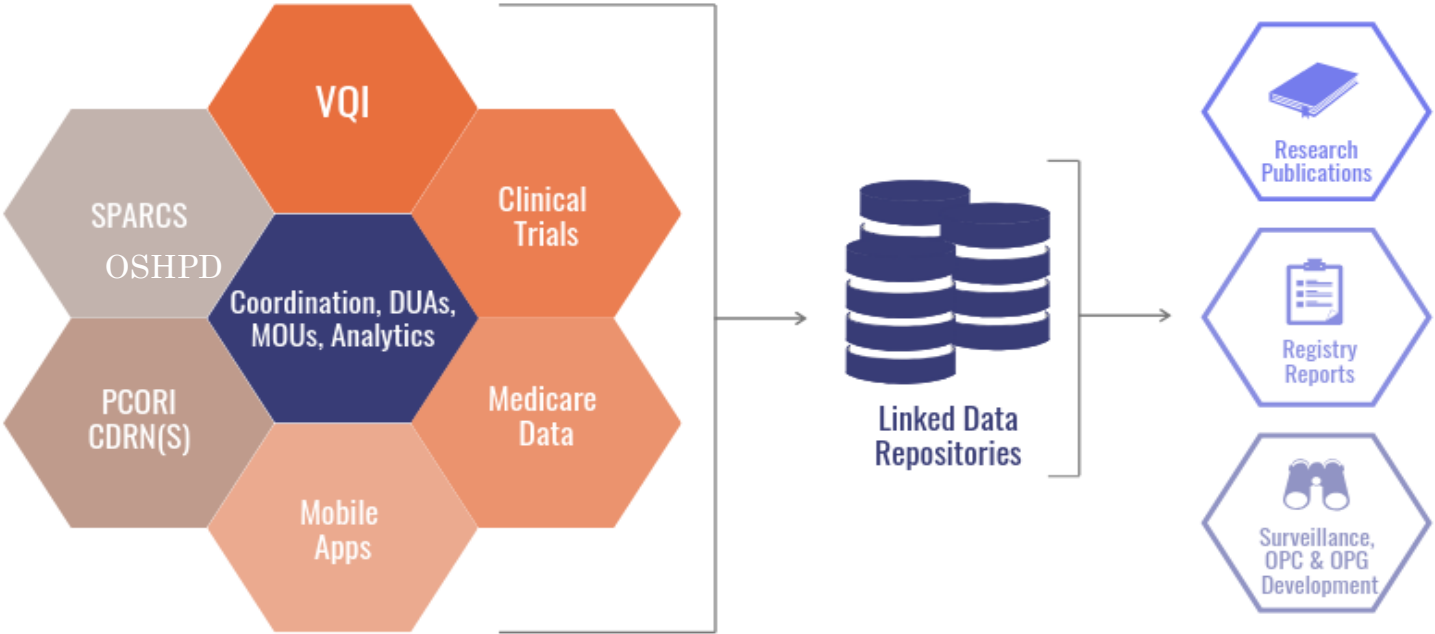 VQI
Clinical
Trials
SPARCS
OSHPD
Coordination, DUAs,
MOUs, Analytics
PCORI
CDRN(S)
Medicare
Data
Mobile
Apps
Linked Data
Repositories
Research
Publications
Registry
Reports
Surveillance,
OPC & OPG
Development